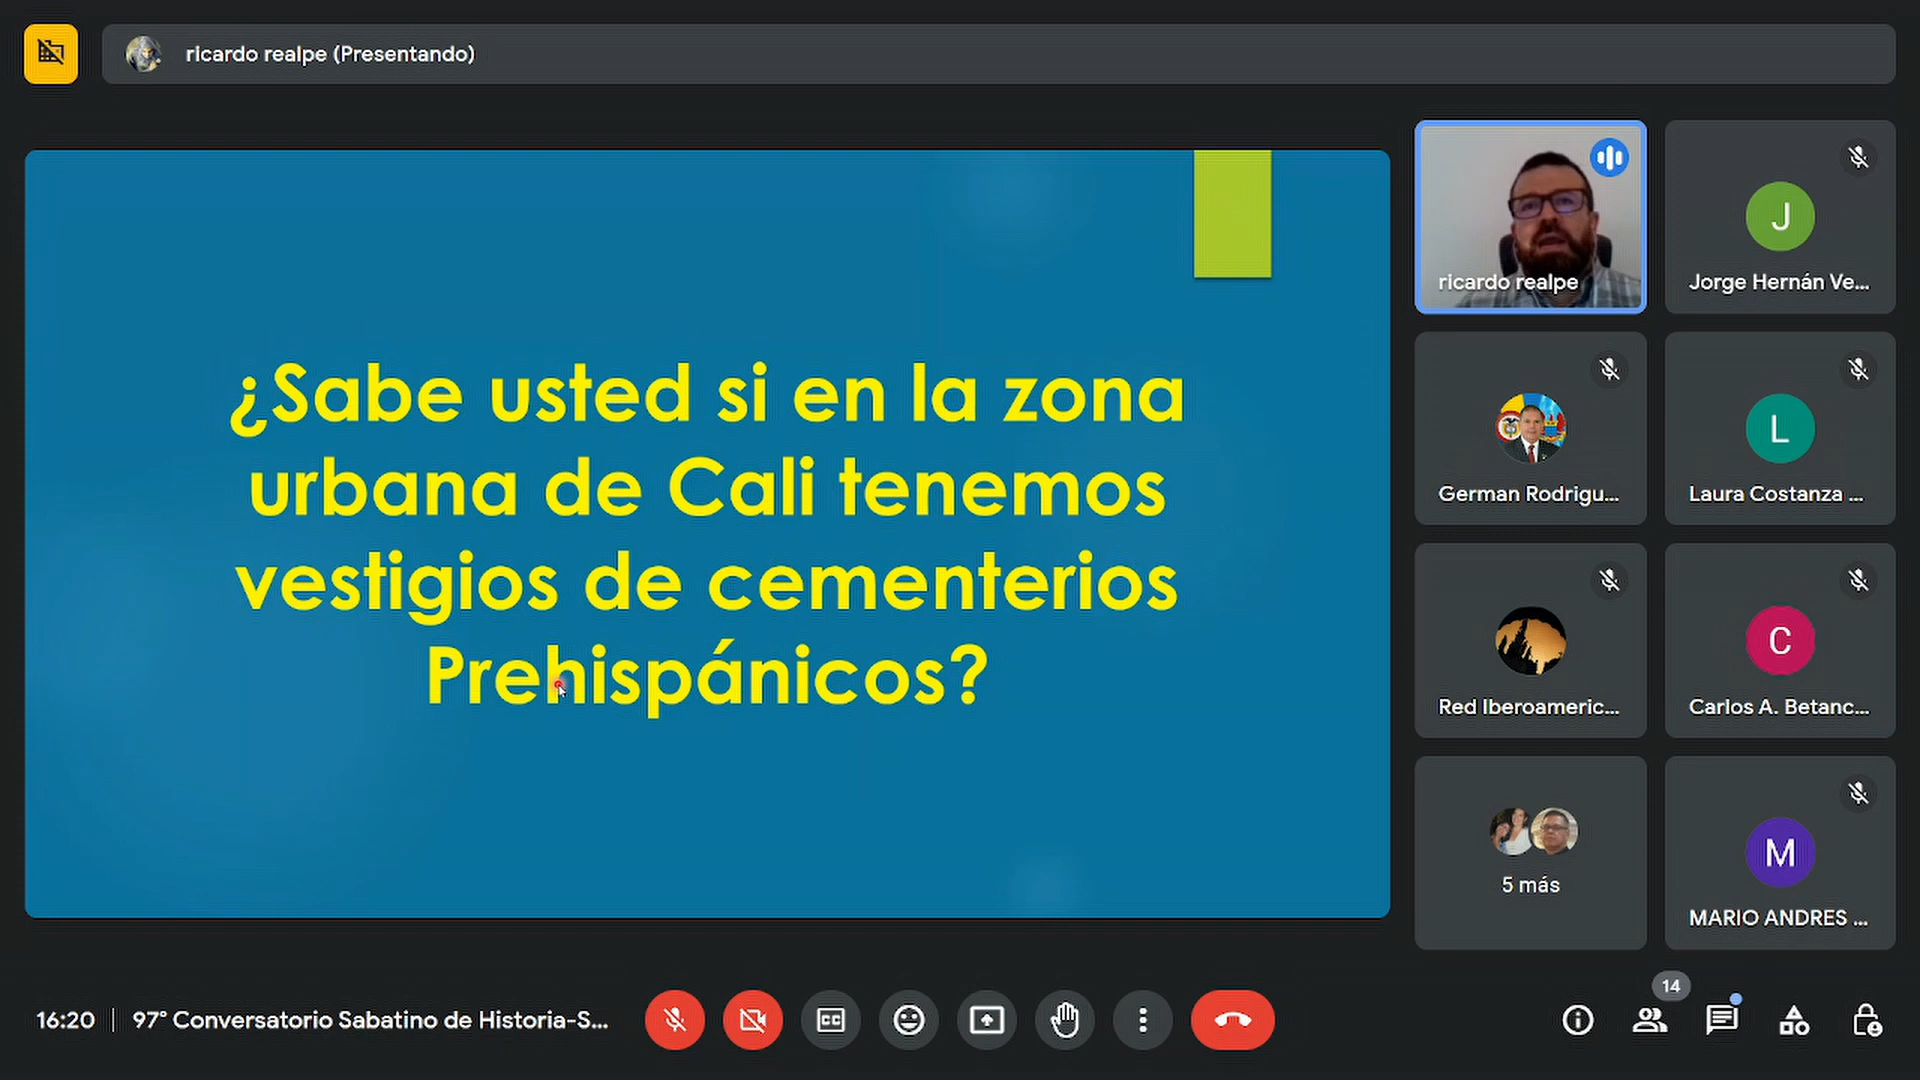 ricardo realpe (Presentando)
¿Sabe usted si en la zona
urbana de Cali tenemos
vestigios de cementerios
Prehispánicos?
ricardo realpe
J
Jorge Hernán Ve...
German Rodrigu...
L
Laura Costanza ...
Red Iberoameric...
C
Carlos A. Betanc...
5 más
M
MARIO ANDRES ...
16:20 | 97° Conversatorio Sabatino de Historia-S...
CC
14